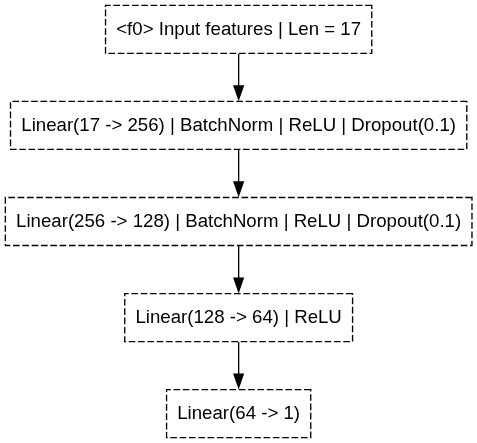 <f0> Input features | Len = 17
Linear(17 -> 256) | BatchNorm | ReLU | Dropout(0.1)
Linear(256 -> 128) | BatchNorm | ReLU | Dropout(0.1)
Linear(128 -> 64) | ReLU
Linear(64 -> 1)